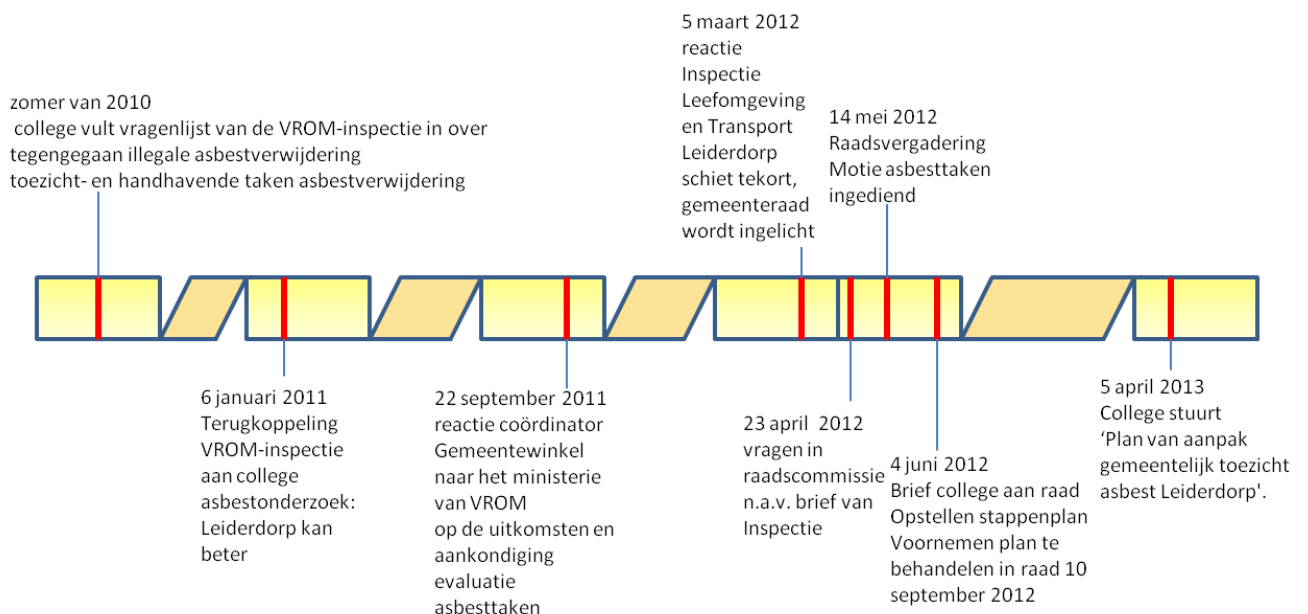 zomer van 2010
college vult vragenlijst van de VROM-inspectie in over
tegengegaan illegale asbestverwijdering
toezicht- en handhavende taken asbestverwijdering
5 maart 2012
reactie
Inspectie
Leefomgeving
en Transport
Leiderdorp
schiet tekort,
gemeenteraad
wordt ingelicht
14 mei 2012
Raadsvergadering
Motie asbesttaken
ingediend
6 januari 2011
Terugkoppeling
VROM-inspectie
aan college
asbestonderzoek:
Leiderdorp kan
beter
22 september 2011
reactie coördinator
Gemeentewinkel
naar het ministerie
van VROM
op de uitkomsten en
aankondiging
evaluatie
asbesttaken
23 april 2012
vragen in
raadscommissie
n.a.v. brief van
Inspectie
4 juni 2012
Brief college aan raad
Opstellen stappenplan
Voornemen plan te
behandelen in raad 10
september 2012
5 april 2013
College stuurt
‘Plan van aanpak
gemeentelijk toezicht
asbest Leiderdorp'.